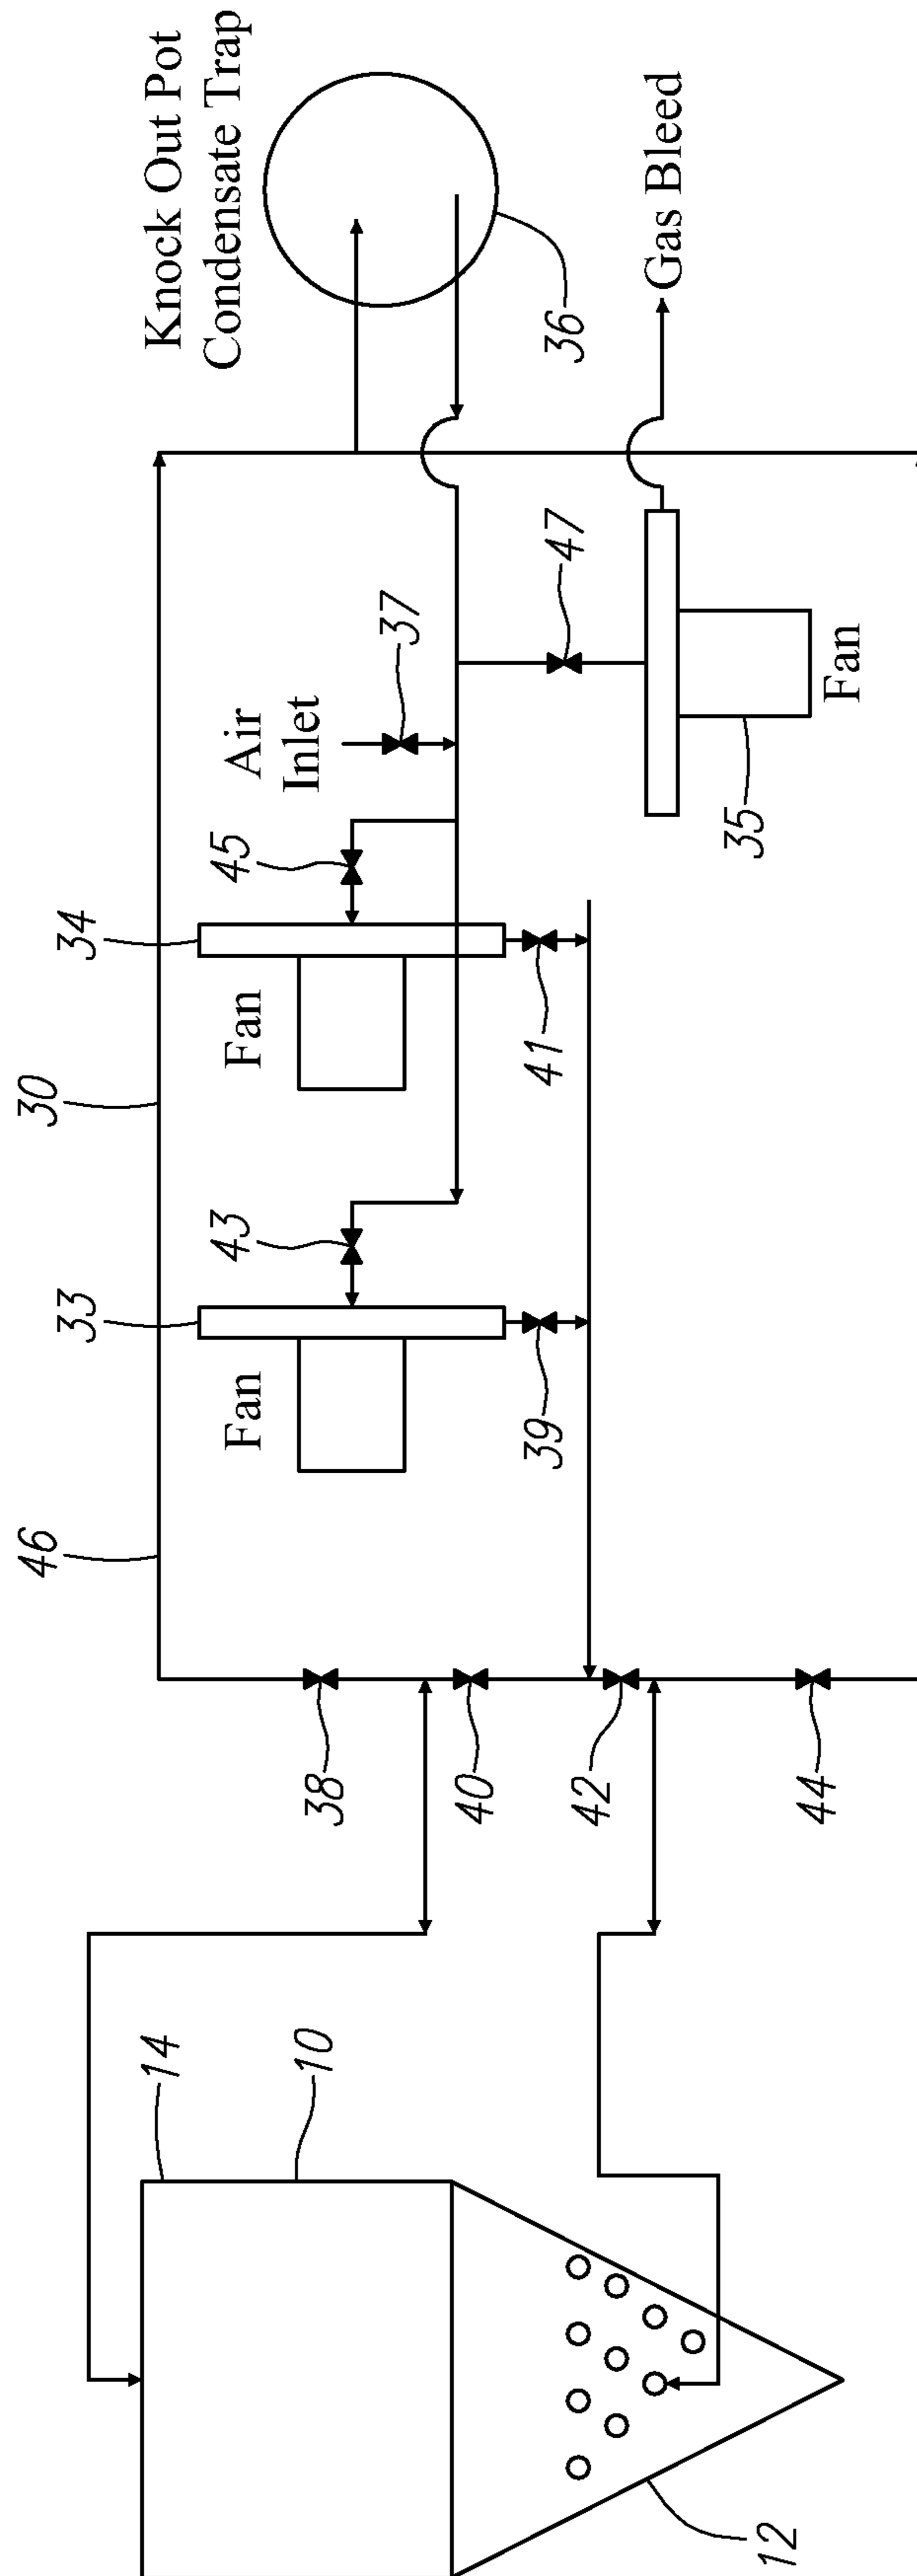 Knock Out Pot
Condensate Trap
36
Gas Bleed
37
Air
Inlet
47
45
34
Fan
41
35
Fan
30
43
33
Fan
39
46
38
40
42
44
14
10
12